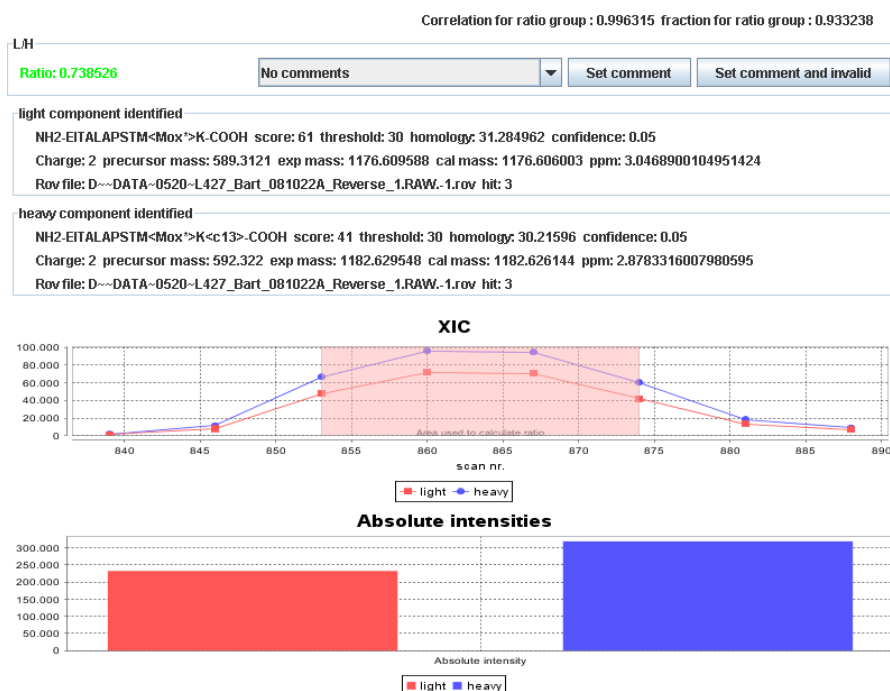 Correlation for ratio group : 0.996315 fraction for ratio group : 0.933238
L/H
Ratio: 0.738526 No comments Set comment Set comment and invalid
light component identified
NH2-EITALAPSTM<Mox*>K-COOH score: 61 threshold: 30 homology: 31.284962 confidence: 0.05
Charge: 2 precursor mass: 589.3121 exp mass: 1176.609588 cal mass: 1176.606003 ppm: 3.0468900104951424
Rov file: D~~DATA~0520~L427_Bart_081022A_Reverse_1.RAW.-1.rov hit: 3
heavy component identified
NH2-EITALAPSTM<Mox*>K<c13>-COOH score: 41 threshold: 30 homology: 30.21596 confidence: 0.05
Charge: 2 precursor mass: 592.322 exp mass: 1182.629548 cal mass: 1182.626144 ppm: 2.8783316007980595
Rov file: D~~DATA~0520~L427_Bart_081022A_Reverse_1.RAW.-1.rov hit: 3
XIC
100.000
80.000
60.000
40.000
20.000
0
Area used to calculate ratio
840 845 850 855 860 865 870 875 880 885 890
scan nr.
light heavy
Absolute intensities
300.000
250.000
200.000
150.000
100.000
50.000
0
Absolute intensity
light heavy